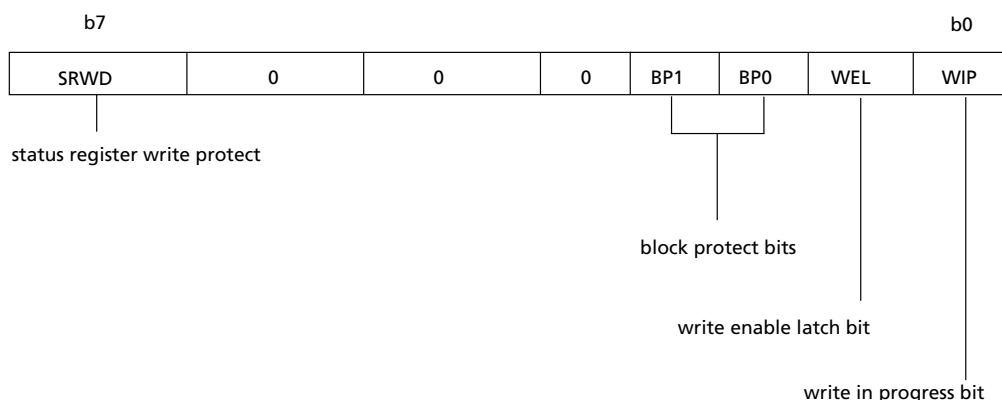 b7 b0
SRWD 0 0 0 BP1 BP0 WEL WIP
status register write protect
block protect bits
write enable latch bit
write in progress bit